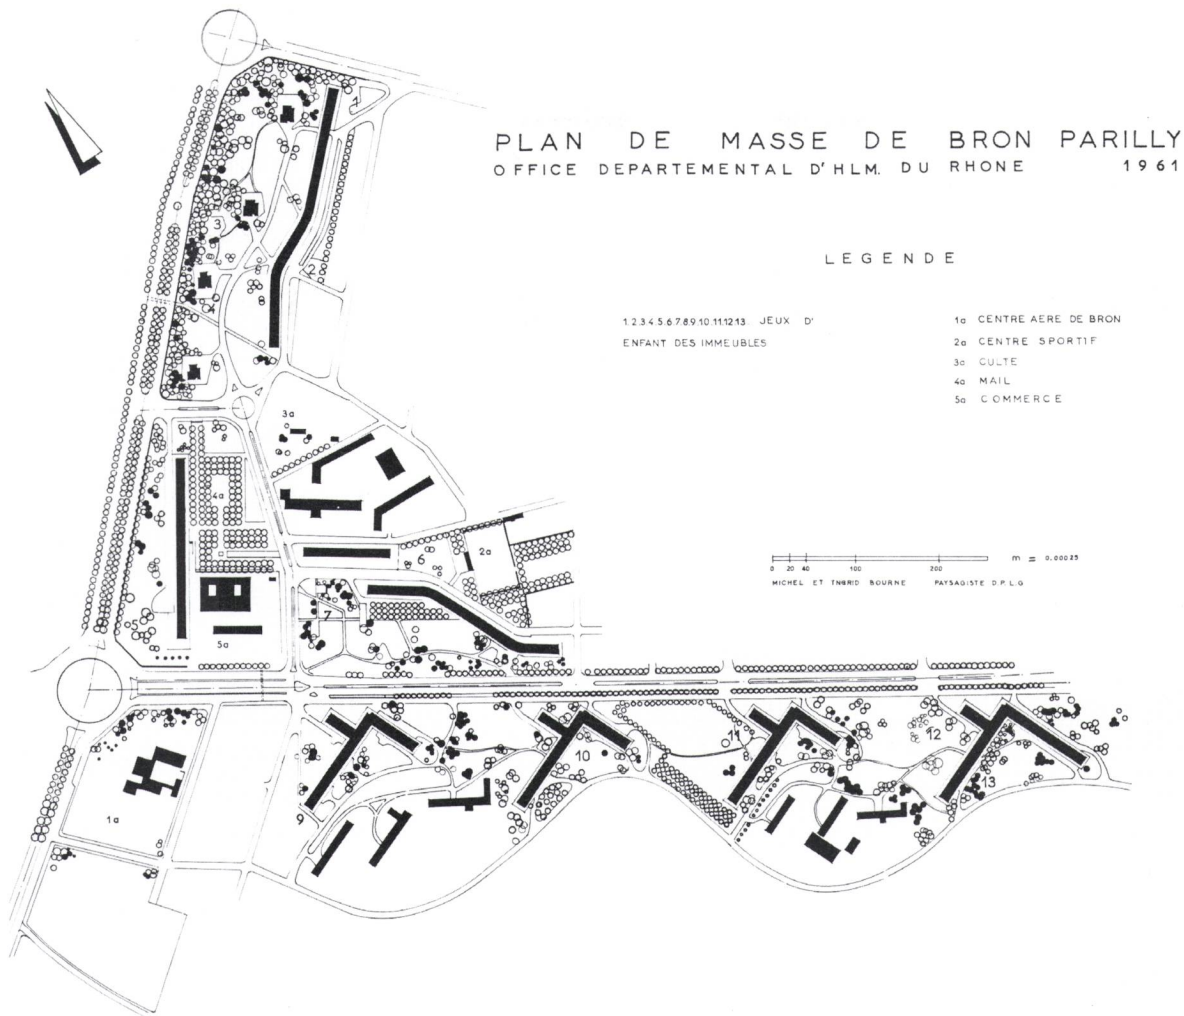 PLAN DE MASSE DE BRON PARILLY
OFFICE DEPARTEMENTAL D'HLM. DU RHONE 1961
LEGENDE
1.2.3.4.5.6.7.8.9.10.11.12.13. JEUX D'
ENFANT DES IMMEUBLES
1a CENTRE AERE DE BRON
2a CENTRE SPORTIF
3a CULTE
4a MAIL
5a COMMERCE
m = 0.00025
0 20 40 100. 200
MICHEL ET INGRID BOURNE PAYSAGISTE D.P.L.G
1
3
2
4
3a
4a
2a
6
7
5
5a
11
12
8
10
13
9
1a